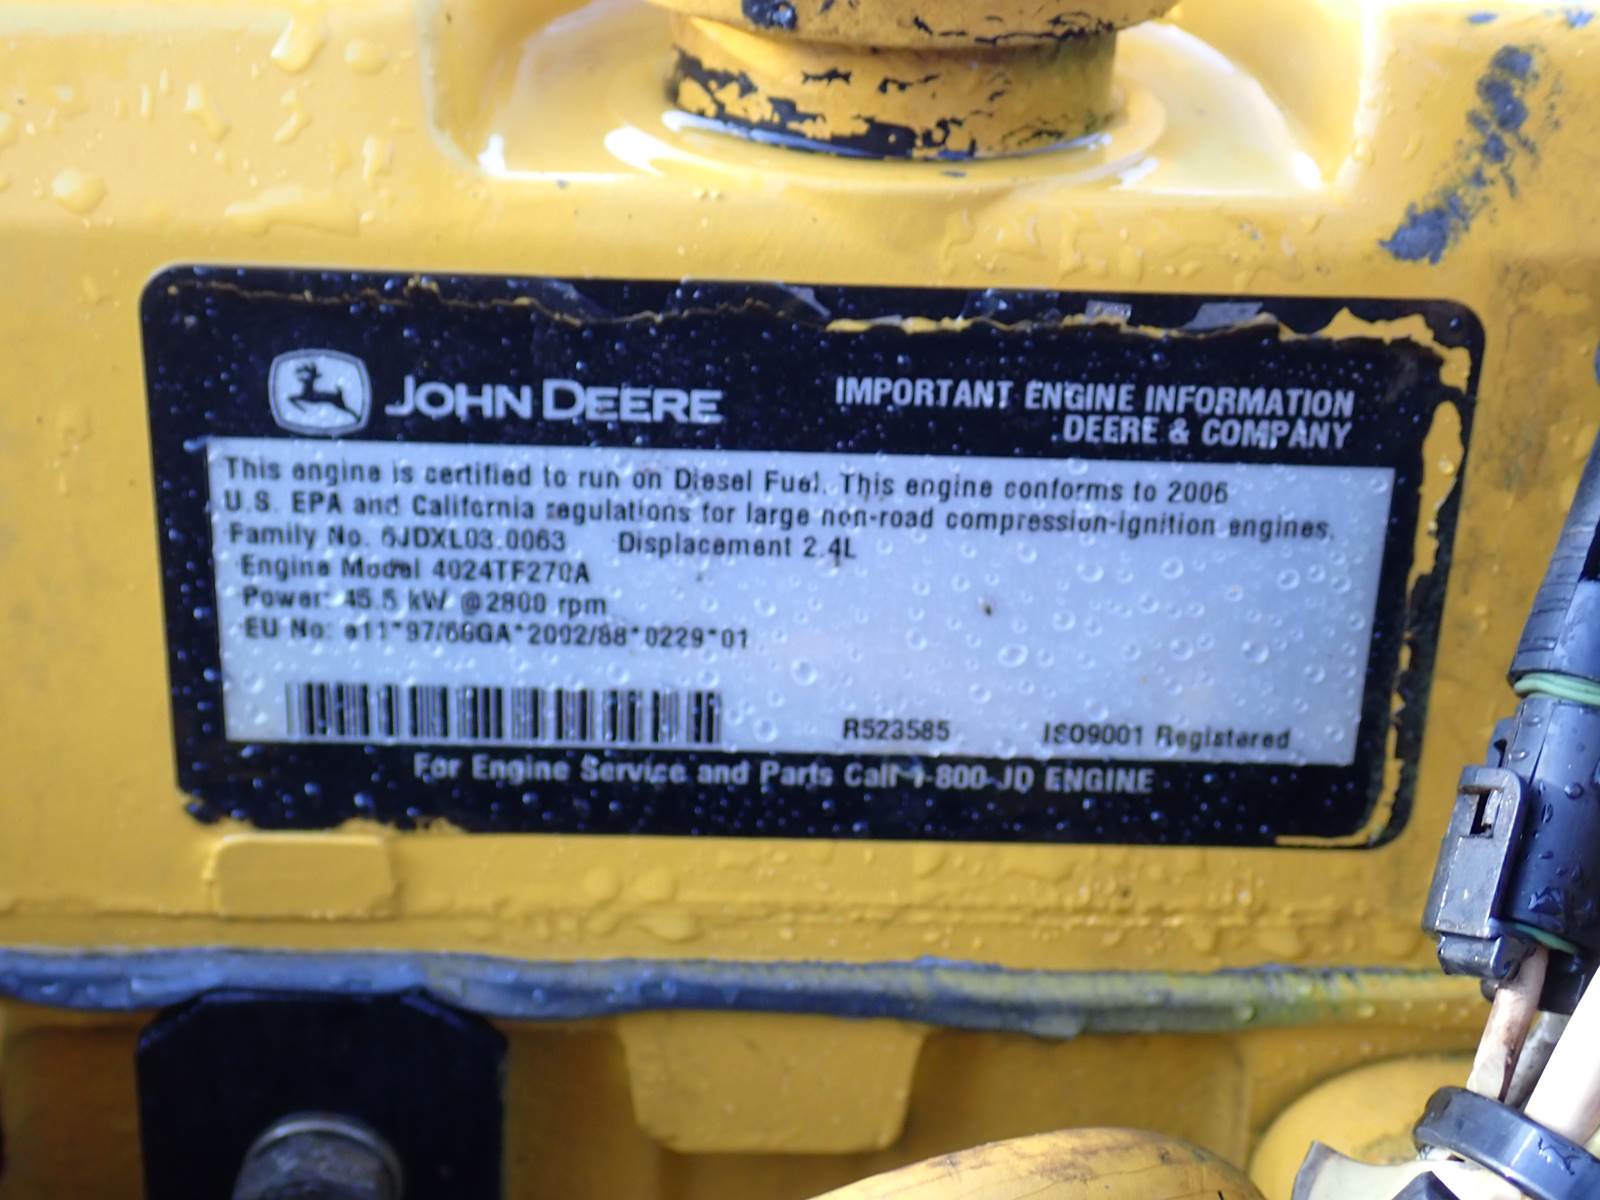 JOHN DEERE
IMPORTANT ENGINE INFORMATION
DEERE & COMPANY
This engine is certified to run on Diesel Fuel. This engine conforms to 2006
U.S. EPA and California regulations for large non-road compression-ignition engines.
Family No. 6JDXL03.0063 Displacement 2.4L
Engine Model 4024TF270A
Power: 45.5 kW @2800 rpm
EU No: e11*97/68GA*2002/88*0229*01
R523585 ISO9001 Registered
For Engine Service and Parts Call 1-800-JD ENGINE